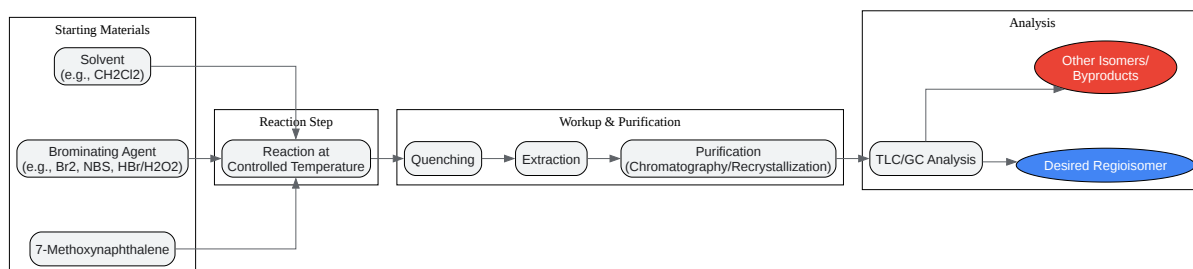 Starting Materials
Solvent
(e.g., CH2Cl2)
Brominating Agent
(e.g., Br2, NBS, HBr/H2O2)
7-Methoxynaphthalene
Reaction Step
Reaction at
Controlled Temperature
Workup & Purification
Quenching
Extraction
Purification
(Chromatography/Recrystallization)
Analysis
TLC/GC Analysis
Other Isomers/
Byproducts
Desired Regioisomer